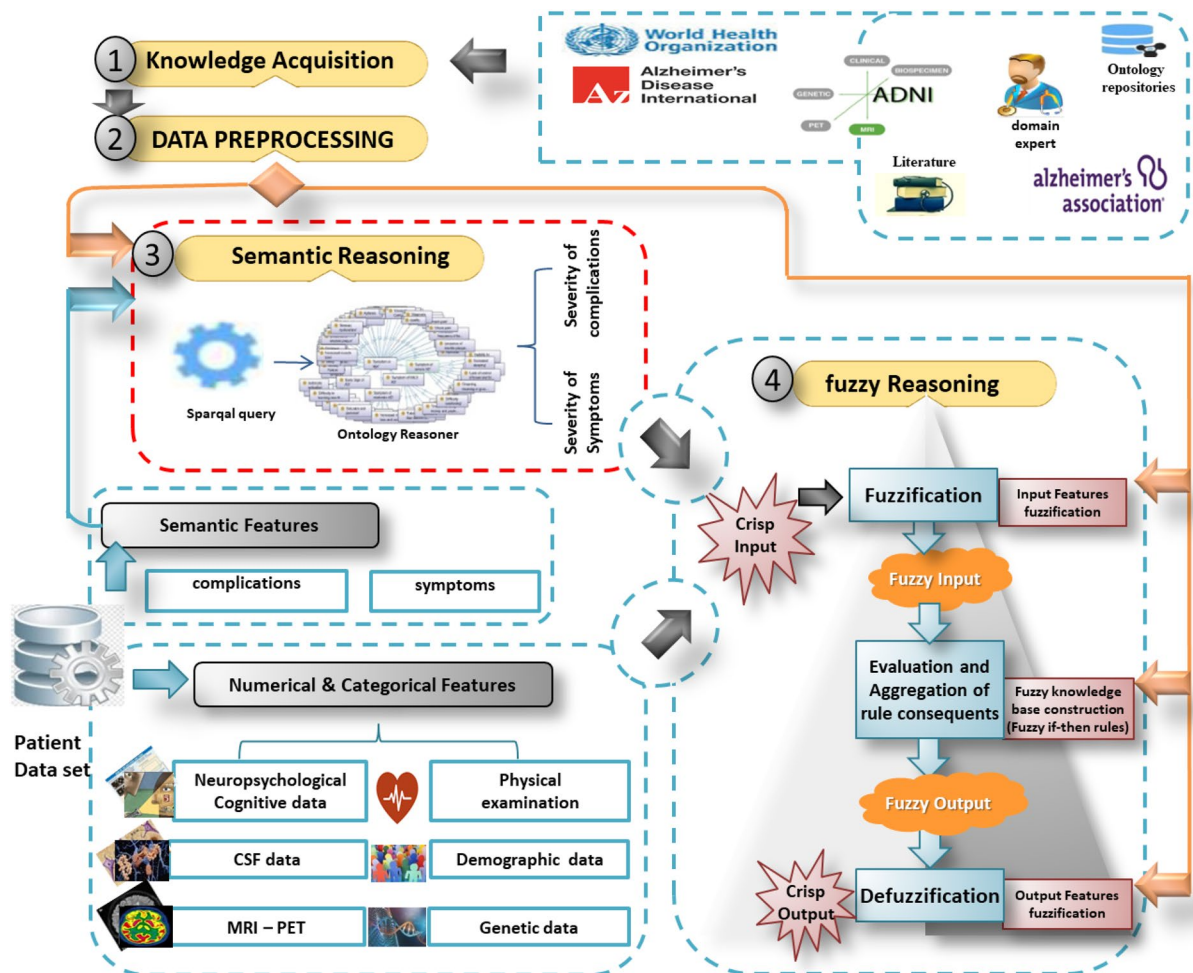 1
Knowledge Acquisition
2
DATA PREPROCESSING
World Health
Organization
Alzheimer's
Disease
International
AZ
CLINICAL
BIOSPECIMEN
GENETIC
ADNI
PET
MRI
domain
expert
Ontology
repositories
Literature
alzheimer's
association®
3
Semantic Reasoning
Sparqal query
Ontology Reasoner
Severity of
complications
Severity of
Symptoms
Semantic Features
complications
symptoms
Patient
Data set
Numerical & Categorical Features
Neuropsychological
Cognitive data
Physical
examination
CSF data
Demographic data
MRI – PET
Genetic data
4
fuzzy Reasoning
Crisp
Input
Fuzzification
Input Features
fuzzification
Fuzzy Input
Evaluation and
Aggregation of
rule consequents
Fuzzy knowledge
base construction
(Fuzzy if-then rules)
Fuzzy Output
Crisp
Output
Defuzzification
Output Features
fuzzification